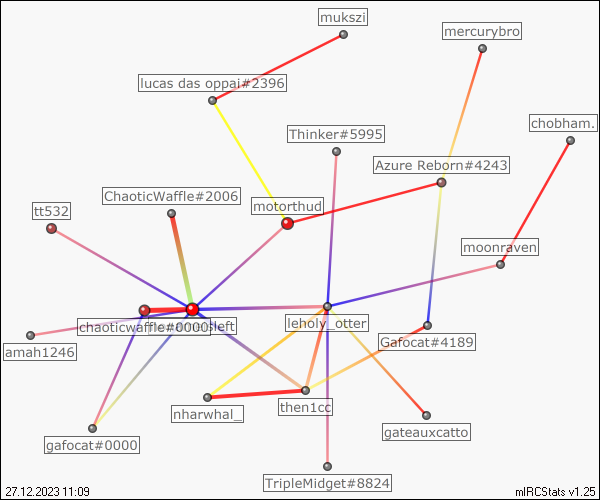 mukszi
mercurybro
lucas das oppai#2396
chobham.
Thinker#5995
Azure Reborn#4243
ChaoticWaffle#2006
motorthud
tt532
moonraven
chaoticwaffle#0000
left
leholy_otter
amah1246
Gafocat#4189
nharwhal_
then1cc
gateauxcatto
gafocat#0000
TripleMidget#8824
27.12.2023 11:09
mIRCStats v1.25